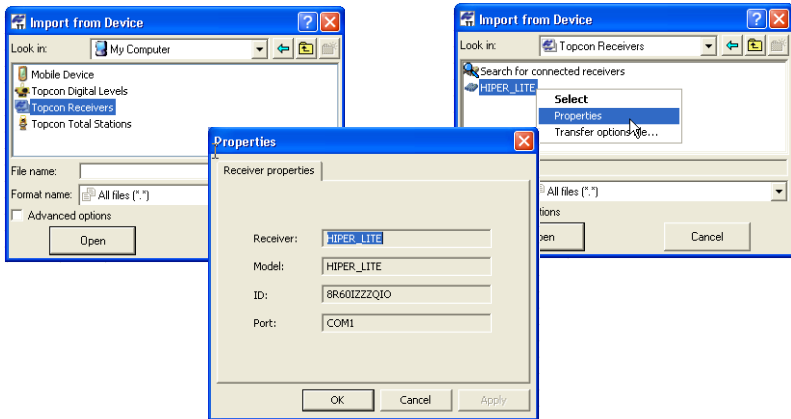 Import from Device
Look in:
My Computer
Mobile Device
Topcon Digital Levels
Topcon Receivers
Topcon Total Stations
File name:
Format name:
All files (*.*)
Advanced options
Open
Import from Device
Look in:
Topcon Receivers
Search for connected receivers
HIPER_LITE
Select
Properties
Transfer options
All files (*.*)
Cancel
Properties
Receiver properties
Receiver:
HIPER_LITE
Model:
HIPER_LITE
ID:
8R60IZZZQIO
Port:
COM1
OK
Cancel
Apply